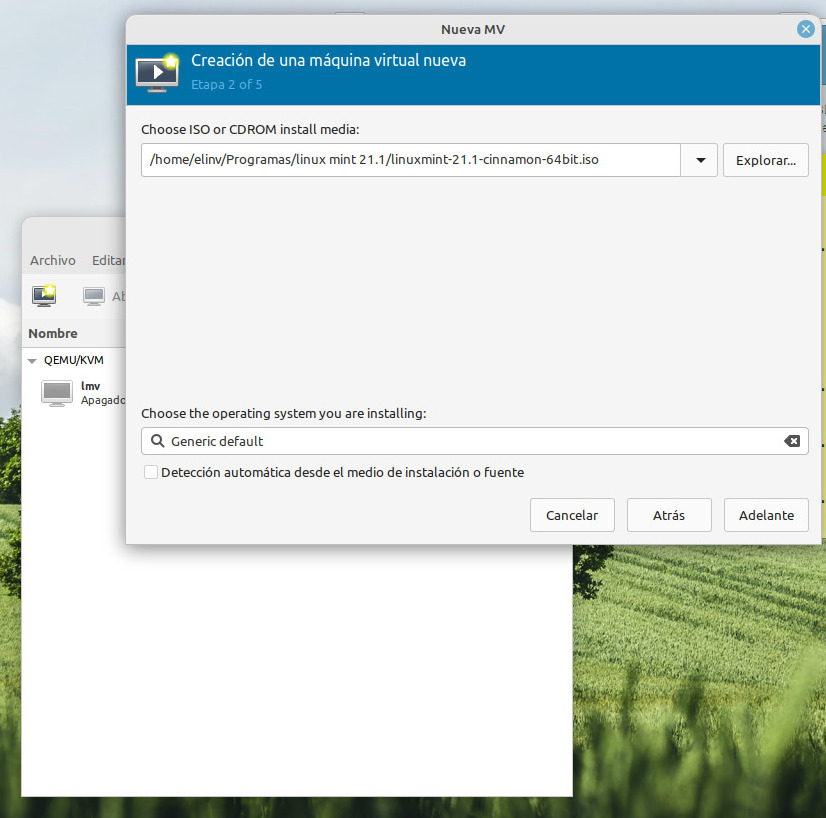 Nueva MV
Creación de una máquina virtual nueva
Etapa 2 of 5
Choose ISO or CDROM install media:
/home/elinv/Programas/linux mint 21.1/linuxmint-21.1-cinnamon-64bit.iso
Explorar...
Archivo Editar
Nombre
QEMU/KVM
lmv
Apagado
Choose the operating system you are installing:
Generic default
Detección automática desde el medio de instalación o fuente
Cancelar Atrás Adelante